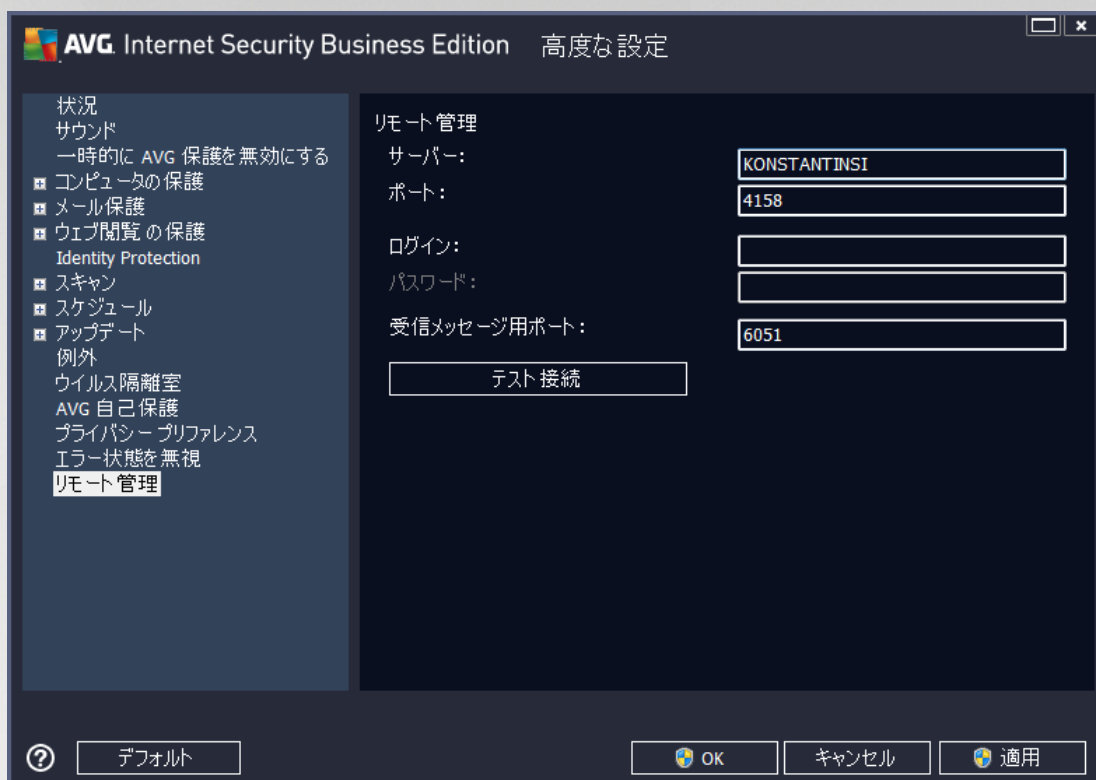 AVG. Internet Security Business Edition 高度な設定
状況
サウンド
一時的に AVG 保護を無効にする
コンピュータの保護
メール保護
ウェブ閲覧 の保護
Identity Protection
スキャン
スケジュール
アップデート
例外
ウイルス隔離室
AVG 自己保護
プライバシー プリファレンス
エラー状態を無視
リモート管理
リモート管理
サーバー:
KONSTANTINSI
ポート:
4158
ログイン:
パスワード:
受信メッセージ用ポート:
6051
テスト接続
デフォルト
OK
キャンセル
適用